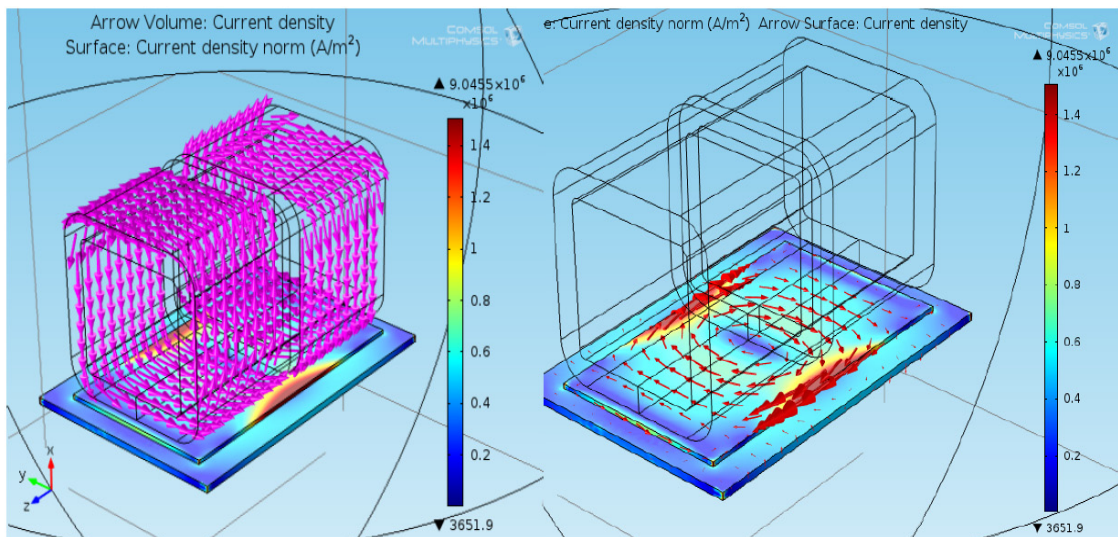 Arrow Volume: Current density
Surface: Current density norm (A/m²)
COMSOL
MULTIPHYSICS
▲ 9.0455×10⁶
×10⁶
1.4
1.2
1
0.8
0.6
0.4
0.2
▼ 3651.9
x
y
z
e: Current density norm (A/m²) Arrow Surface: Current density
COMSOL
MULTIPHYSICS
▲ 9.0455×10⁶
×10⁶
1.4
1.2
1
0.8
0.6
0.4
0.2
▼ 3651.9